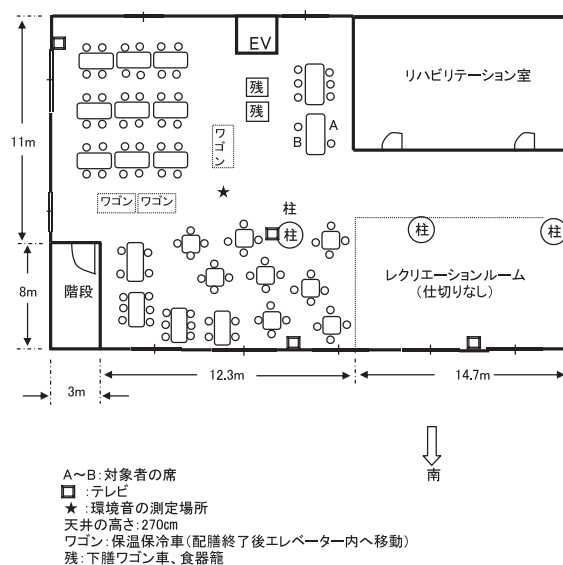 EV
リハビリテーション室
残
残
A
B
ワゴン
11m
ワゴン
ワゴン
柱
柱
柱
柱
階段
8m
レクリエーションルーム
（仕切りなし）
12.3m
14.7m
3m
南
A～B：対象者の席
：テレビ
★：環境音の測定場所
天井の高さ：270㎝
ワゴン：保温保冷車（配膳終了後エレベーター内へ移動）
残：下膳ワゴン車、食器籠